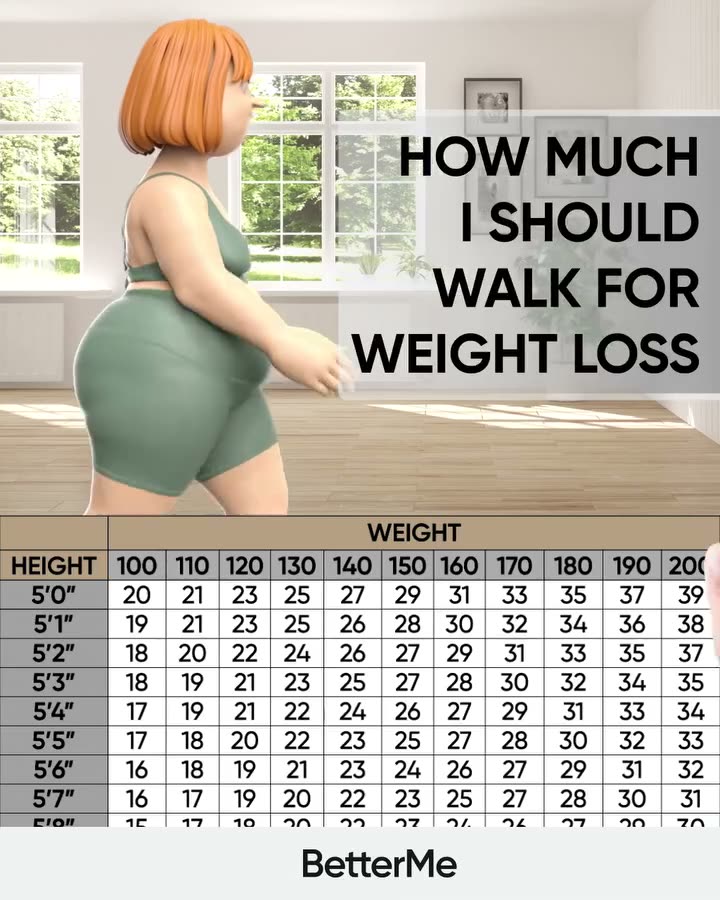 HOW MUCH
I SHOULD
WALK FOR
WEIGHT LOSS
WEIGHT
HEIGHT 100 110 120 130 140 150 160 170 180 190 200
5'0" 20 21 23 25 27 29 31 33 35 37 39
5'1" 19 21 23 25 26 28 30 32 34 36 38
5'2" 18 20 22 24 26 27 29 31 33 35 37
5'3" 18 19 21 23 25 27 28 30 32 34 35
5'4" 17 19 21 22 24 26 27 29 31 33 34
5'5" 17 18 20 22 23 25 27 28 30 32 33
5'6" 16 18 19 21 23 24 26 27 29 31 32
5'7" 16 17 19 20 22 23 25 27 28 30 31
BetterMe